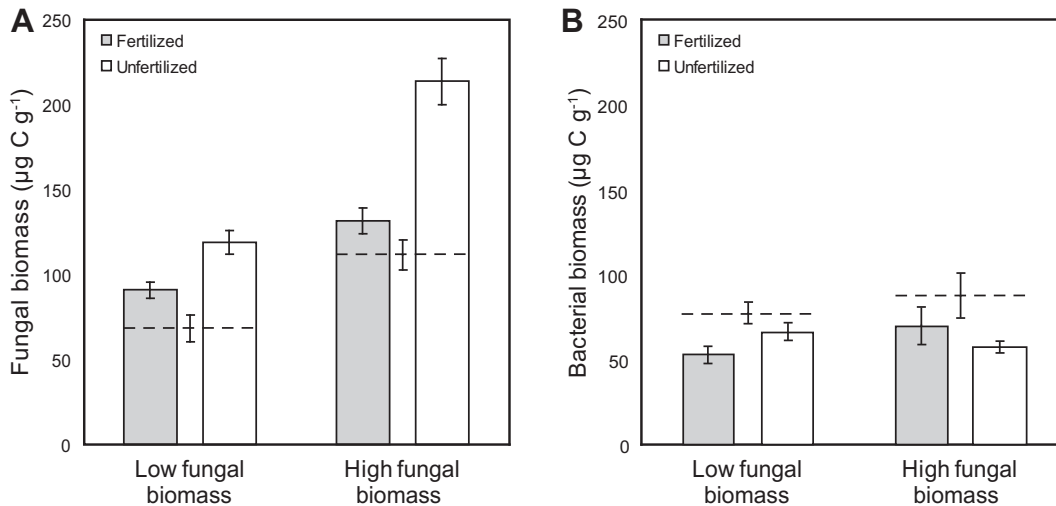 A
Fungal biomass (µg C g-1)
250
200
150
100
50
0
Fertilized
Unfertilized
Low fungal
biomass
High fungal
biomass
B
Bacterial biomass (µg C g-1)
250
200
150
100
50
0
Fertilized
Unfertilized
Low fungal
biomass
High fungal
biomass